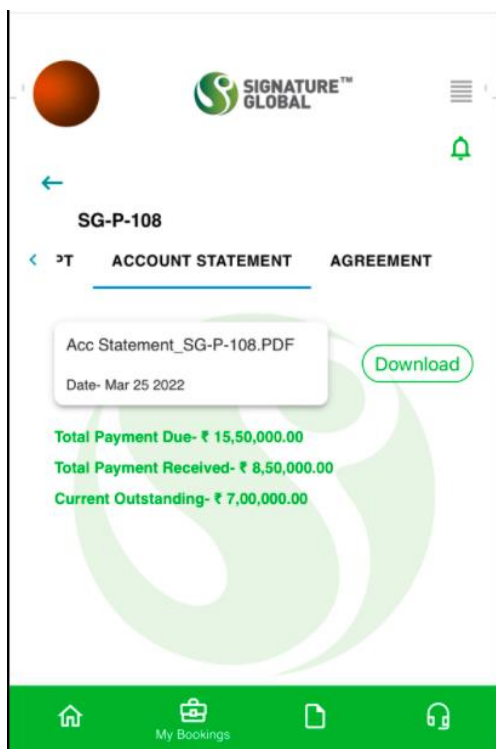 SIGNATURE™
GLOBAL
SG-P-108
PT ACCOUNT STATEMENT AGREEMENT
Acc Statement_SG-P-108.PDF
Date- Mar 25 2022
Download
Total Payment Due- ₹ 15,50,000.00
Total Payment Received- ₹ 8,50,000.00
Current Outstanding- ₹ 7,00,000.00
My Bookings